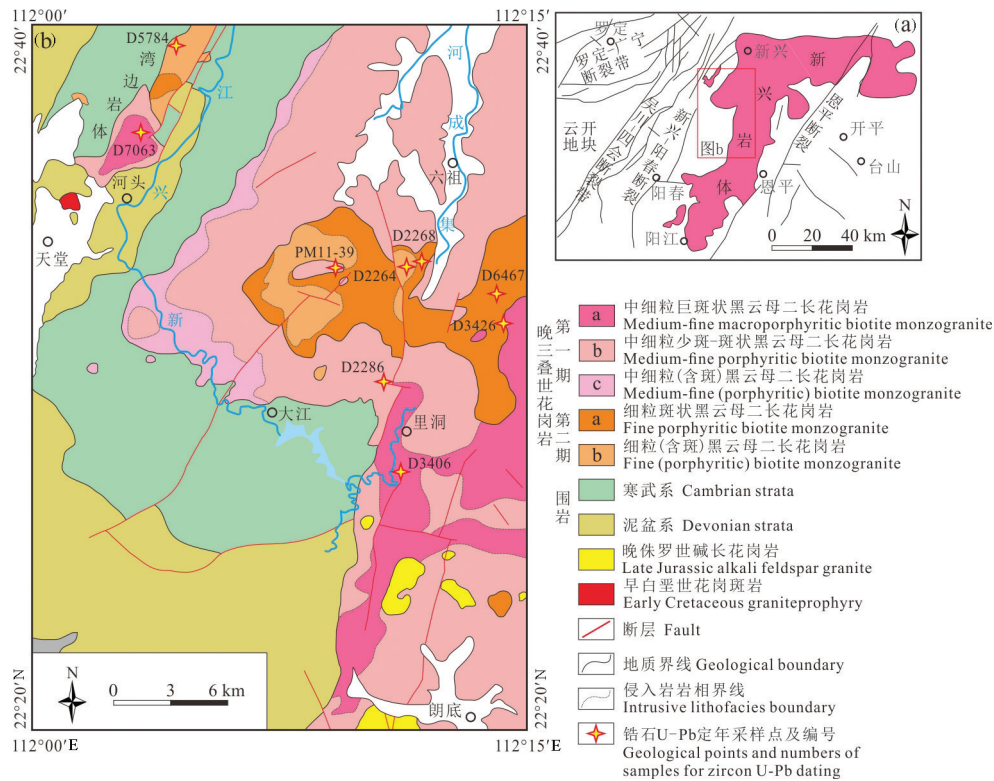 112°00′
112°15′
22°40′N
(b)
D5784
湾
边
岩
体
D7063
河头
天堂
江
兴
新
河
成
集
六祖
D2268
PM11-39
D2264
D6467
D3426
D2286
大江
里洞
D3406
朗底
N
0 3 6 km
22°20′N
112°00′E
112°15′E
22°20′N
22°40′N
(a)
罗定
罗定-广宁
断裂带
新兴
新
兴
岩
体
云开
地块
吴川-四会断裂带
新兴-阳春断裂
恩平断裂
图b
开平
台山
阳春
恩平
阳江
N
0 20 40 km
晚三叠世花岗岩
第一期
a 中细粒巨斑状黑云母二长花岗岩
Medium-fine macroporphyritic biotite monzogranite
b 中细粒少斑-斑状黑云母二长花岗岩
Medium-fine porphyritic biotite monzogranite
c 中细粒(含斑)黑云母二长花岗岩
Medium-fine (porphyritic) biotite monzogranite
第二期
a 细粒斑状黑云母二长花岗岩
Fine porphyritic biotite monzogranite
b 细粒(含斑)黑云母二长花岗岩
Fine (porphyritic) biotite monzogranite
围岩
寒武系 Cambrian strata
泥盆系 Devonian strata
晚侏罗世碱长花岗岩
Late Jurassic alkali feldspar granite
早白垩世花岗斑岩
Early Cretaceous graniteprophyry
断层 Fault
地质界线 Geological boundary
侵入岩岩相界线
Intrusive lithofacies boundary
锆石U-Pb定年采样点及编号
Geological points and numbers of
samples for zircon U-Pb dating